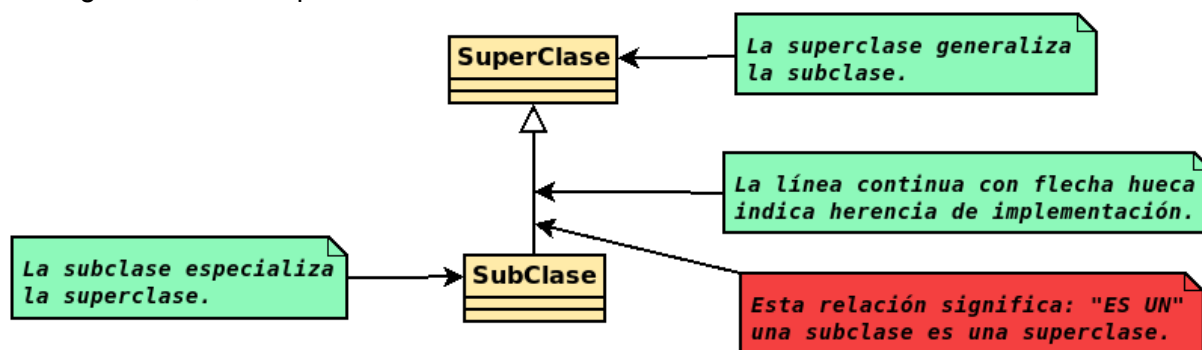 SuperClase
La superclase generaliza
la subclase.
La línea continua con flecha hueca
indica herencia de implementación.
La subclase especializa
la superclase.
SubClase
Esta relación significa: "ES UN"
una subclase es una superclase.